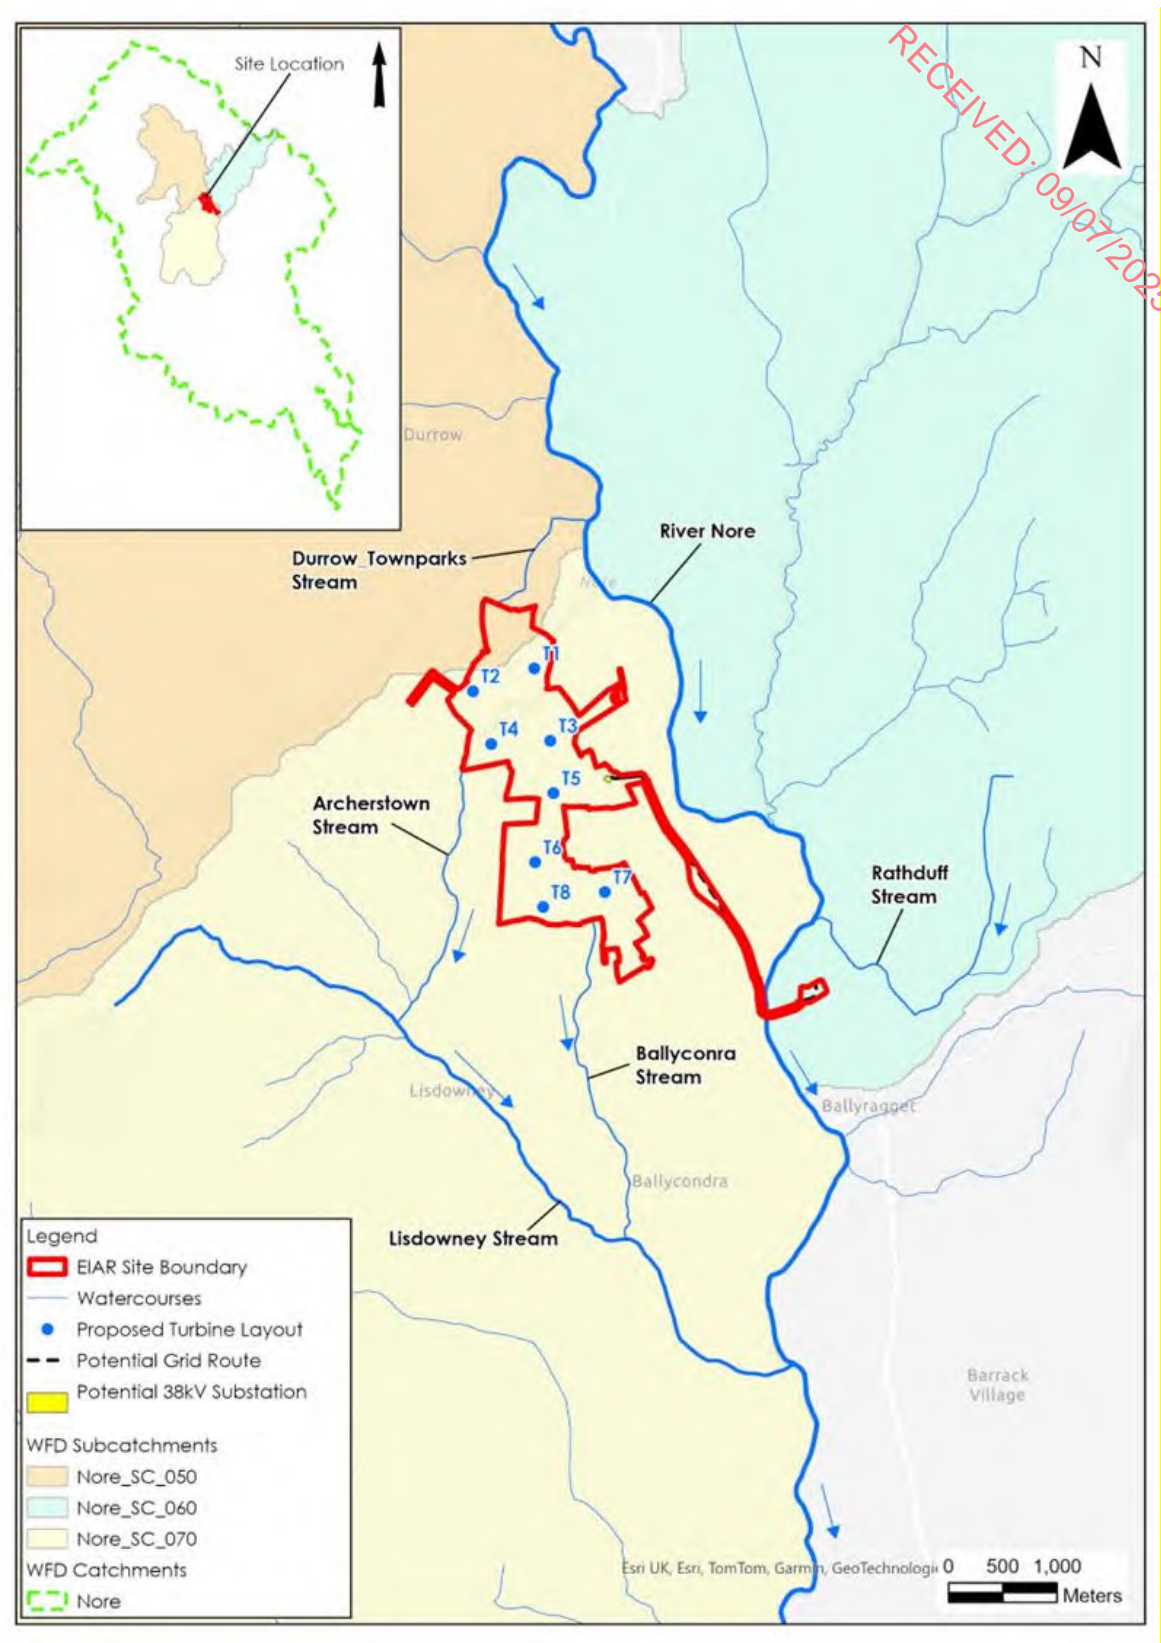 Site Location
N
RECEIVED: 09/07/2025
Durrow
River Nore
Durrow_Townparks
Stream
Nore
T1
T2
T4
T3
T5
Archerstown
Stream
T6
T7
T8
Rathduff
Stream
Ballyconra
Stream
Lisdowney
Ballyragget
Ballycondra
Lisdowney Stream
Barrack
Village
Legend
EIAR Site Boundary
Watercourses
Proposed Turbine Layout
Potential Grid Route
Potential 38kV Substation
WFD Subcatchments
Nore_SC_050
Nore_SC_060
Nore_SC_070
WFD Catchments
Nore
Esri UK, Esri, TomTom, Garmin, GeoTechnologi
0 500 1,000
Meters